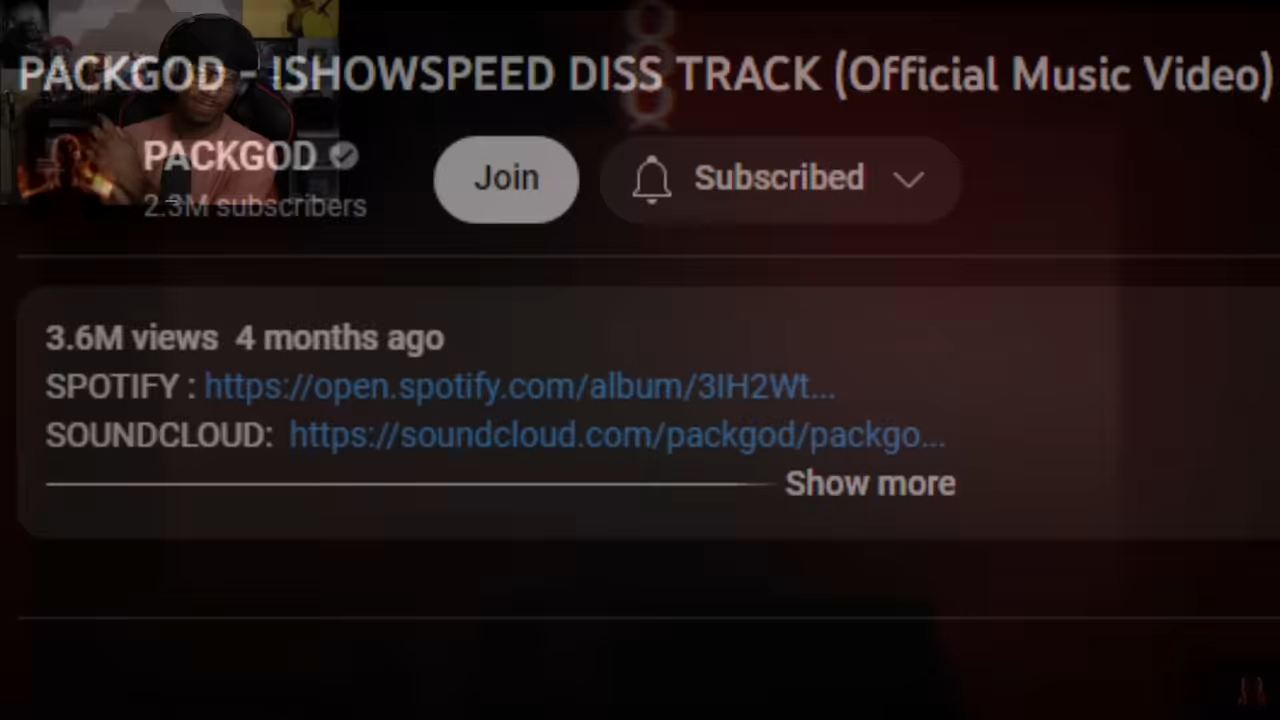 PACKGOD - ISHOWSPEED DISS TRACK (Official Music Video)
PACKGOD
2.3M subscribers
Join
Subscribed
3.6M views 4 months ago
SPOTIFY : https://open.spotify.com/album/3IH2Wt...
SOUNDCLOUD: https://soundcloud.com/packgod/packgo...
Show more